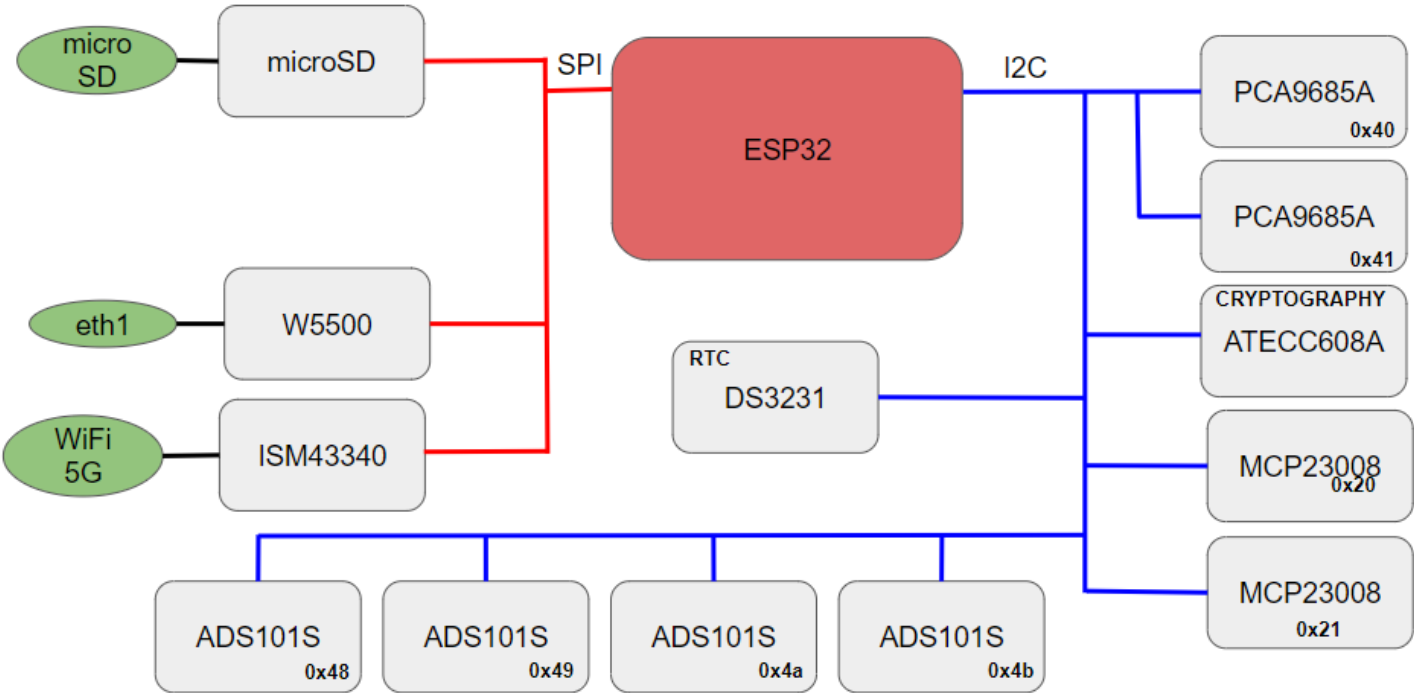 micro
SD
microSD
SPI
ESP32
I2C
PCA9685A
0x40
PCA9685A
0x41
eth1
W5500
CRYPTOGRAPHY
ATECC608A
RTC
DS3231
WiFi
5G
ISM43340
MCP23008
0x20
MCP23008
0x21
ADS101S
0x48
ADS101S
0x49
ADS101S
0x4a
ADS101S
0x4b